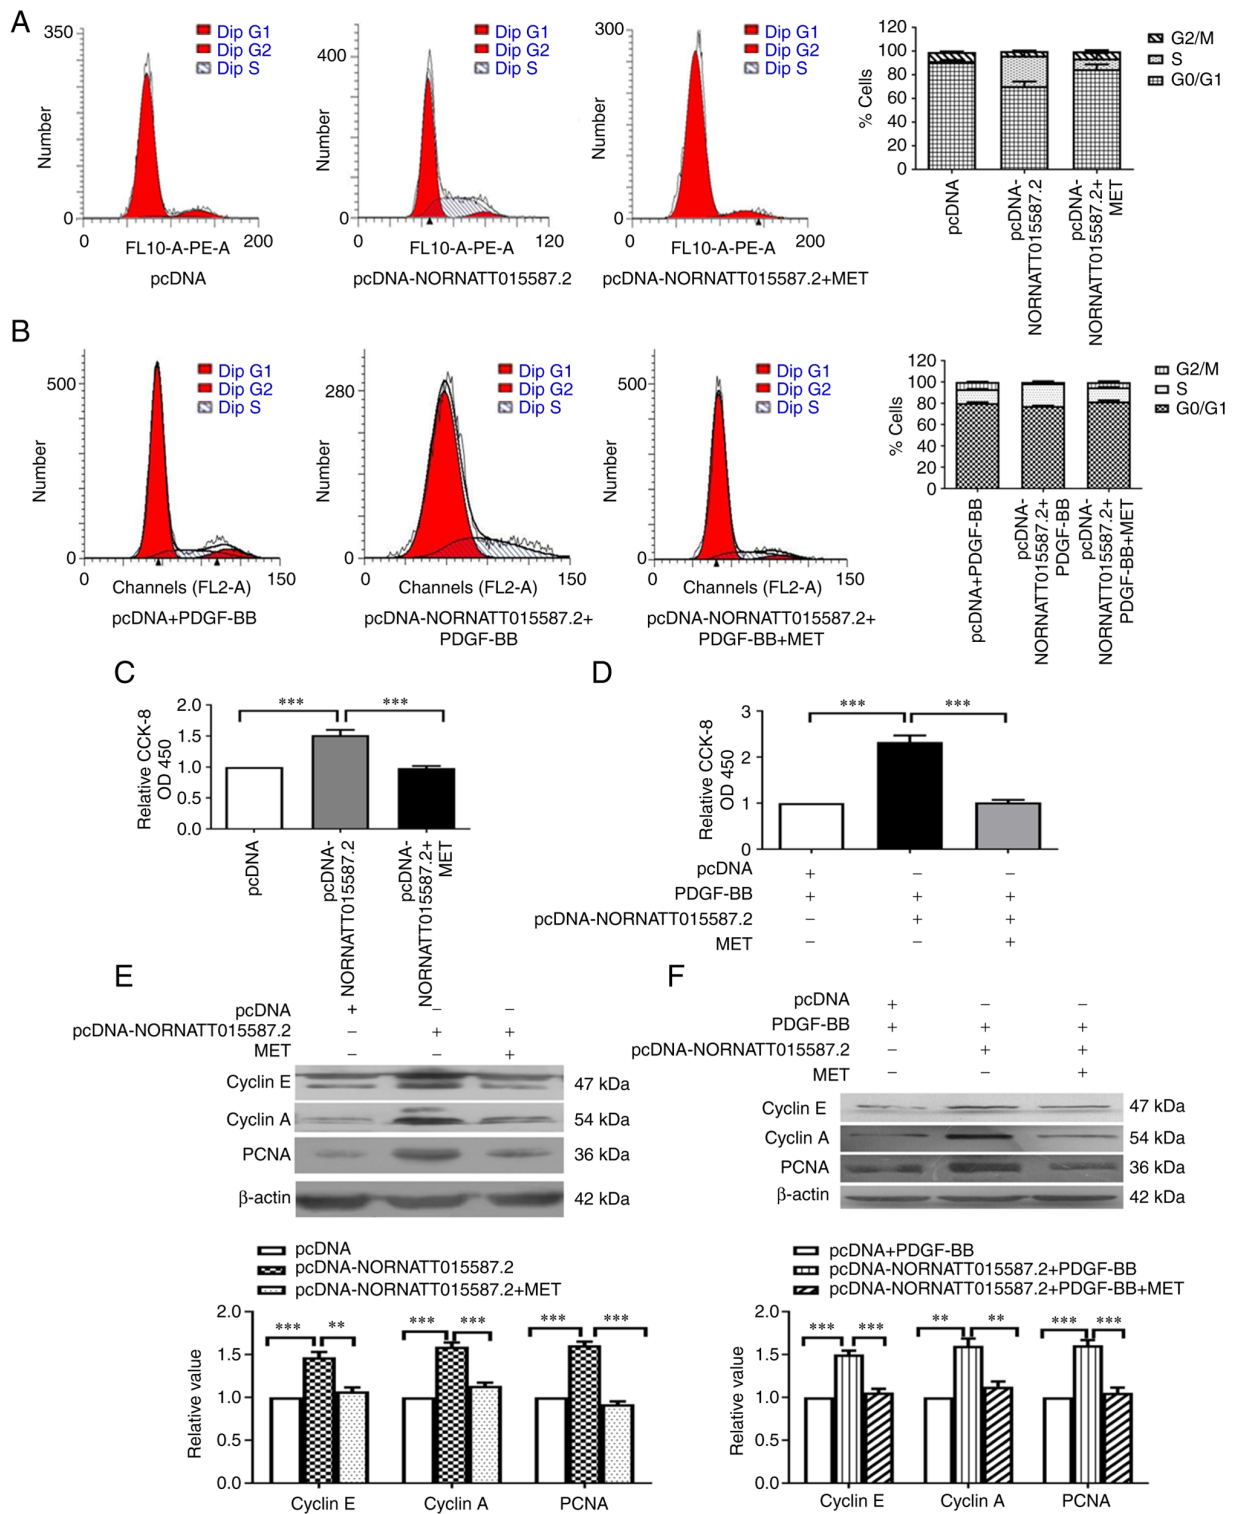 A
350
0
Number
0
200
FL10-A-PE-A
pcDNA
Dip G1
Dip G2
Dip S
400
0
Number
0
120
FL10-A-PE-A
pcDNA-NORNATT015587.2
Dip G1
Dip G2
Dip S
300
0
Number
0
200
FL10-A-PE-A
pcDNA-NORNATT015587.2+MET
Dip G1
Dip G2
Dip S
120
100
80
60
40
20
0
% Cells
G2/M
S
G0/G1
pcDNA
pcDNA-
NORNATT015587.2
pcDNA-
NORNATT015587.2+
MET
B
500
0
Number
0
150
Channels (FL2-A)
pcDNA+PDGF-BB
Dip G1
Dip G2
Dip S
280
0
Number
0
150
Channels (FL2-A)
pcDNA-NORNATT015587.2+
PDGF-BB
Dip G1
Dip G2
Dip S
500
0
Number
0
150
Channels (FL2-A)
pcDNA-NORNATT015587.2+
PDGF-BB+MET
Dip G1
Dip G2
Dip S
120
100
80
60
40
20
0
% Cells
G2/M
S
G0/G1
pcDNA+PDGF-BB
pcDNA-
NORNATT015587.2+
PDGF-BB
pcDNA-
NORNATT015587.2+
PDGF-BB+MET
C
2.0
1.5
1.0
0.5
0.0
Relative CCK-8
OD 450
*** ***
pcDNA
pcDNA-
NORNATT015587.2
pcDNA-
NORNATT015587.2+
MET
D
3
2
1
0
Relative CCK-8
OD 450
*** ***
pcDNA + – –
PDGF-BB + + +
pcDNA-NORNATT015587.2 – + +
MET – – +
E
pcDNA + – –
pcDNA-NORNATT015587.2 – + +
MET – – +
Cyclin E 47 kDa
Cyclin A 54 kDa
PCNA 36 kDa
β-actin 42 kDa
pcDNA
pcDNA-NORNATT015587.2
pcDNA-NORNATT015587.2+MET
2.0
1.5
1.0
0.5
0.0
Relative value
*** ** *** *** *** ***
Cyclin E Cyclin A PCNA
F
pcDNA + – –
PDGF-BB + + +
pcDNA-NORNATT015587.2 – + +
MET – – +
Cyclin E 47 kDa
Cyclin A 54 kDa
PCNA 36 kDa
β-actin 42 kDa
pcDNA+PDGF-BB
pcDNA-NORNATT015587.2+PDGF-BB
pcDNA-NORNATT015587.2+PDGF-BB+MET
2.0
1.5
1.0
0.5
0.0
Relative value
*** *** ** ** *** ***
Cyclin E Cyclin A PCNA